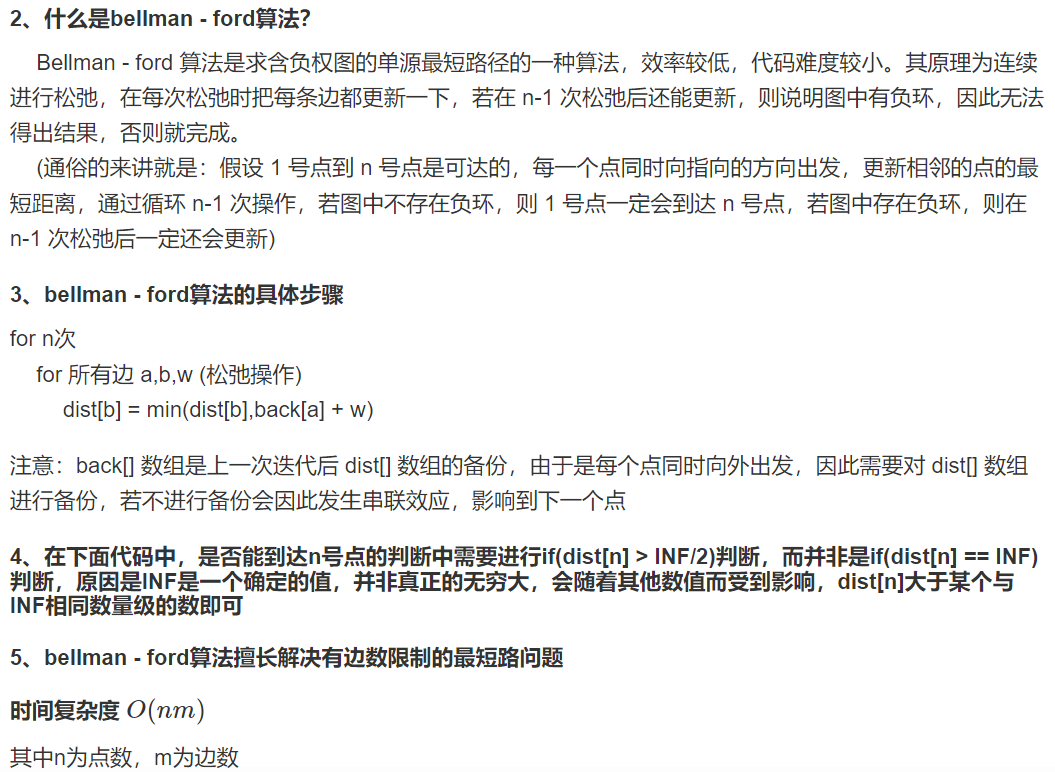 2、什么是bellman - ford算法？
Bellman - ford 算法是求含负权图的单源最短路径的一种算法，效率较低，代码难度较小。其原理为连续
进行松弛，在每次松弛时把每条边都更新一下，若在 n-1 次松弛后还能更新，则说明图中有负环，因此无法
得出结果，否则就完成。
(通俗的来讲就是：假设 1 号点到 n 号点是可达的，每一个点同时向指向的方向出发，更新相邻的点的最
短距离，通过循环 n-1 次操作，若图中不存在负环，则 1 号点一定会到达 n 号点，若图中存在负环，则在
n-1 次松弛后一定还会更新)
3、bellman - ford算法的具体步骤
for n次
for 所有边 a,b,w (松弛操作)
dist[b] = min(dist[b],back[a] + w)
注意：back[] 数组是上一次迭代后 dist[] 数组的备份，由于是每个点同时向外出发，因此需要对 dist[] 数组
进行备份，若不进行备份会因此发生串联效应，影响到下一个点
4、在下面代码中，是否能到达n号点的判断中需要进行if(dist[n] > INF/2)判断，而并非是if(dist[n] == INF)
判断，原因是INF是一个确定的值，并非真正的无穷大，会随着其他数值而受到影响，dist[n]大于某个与
INF相同数量级的数即可
5、bellman - ford算法擅长解决有边数限制的最短路问题
时间复杂度 O(nm)
其中n为点数，m为边数